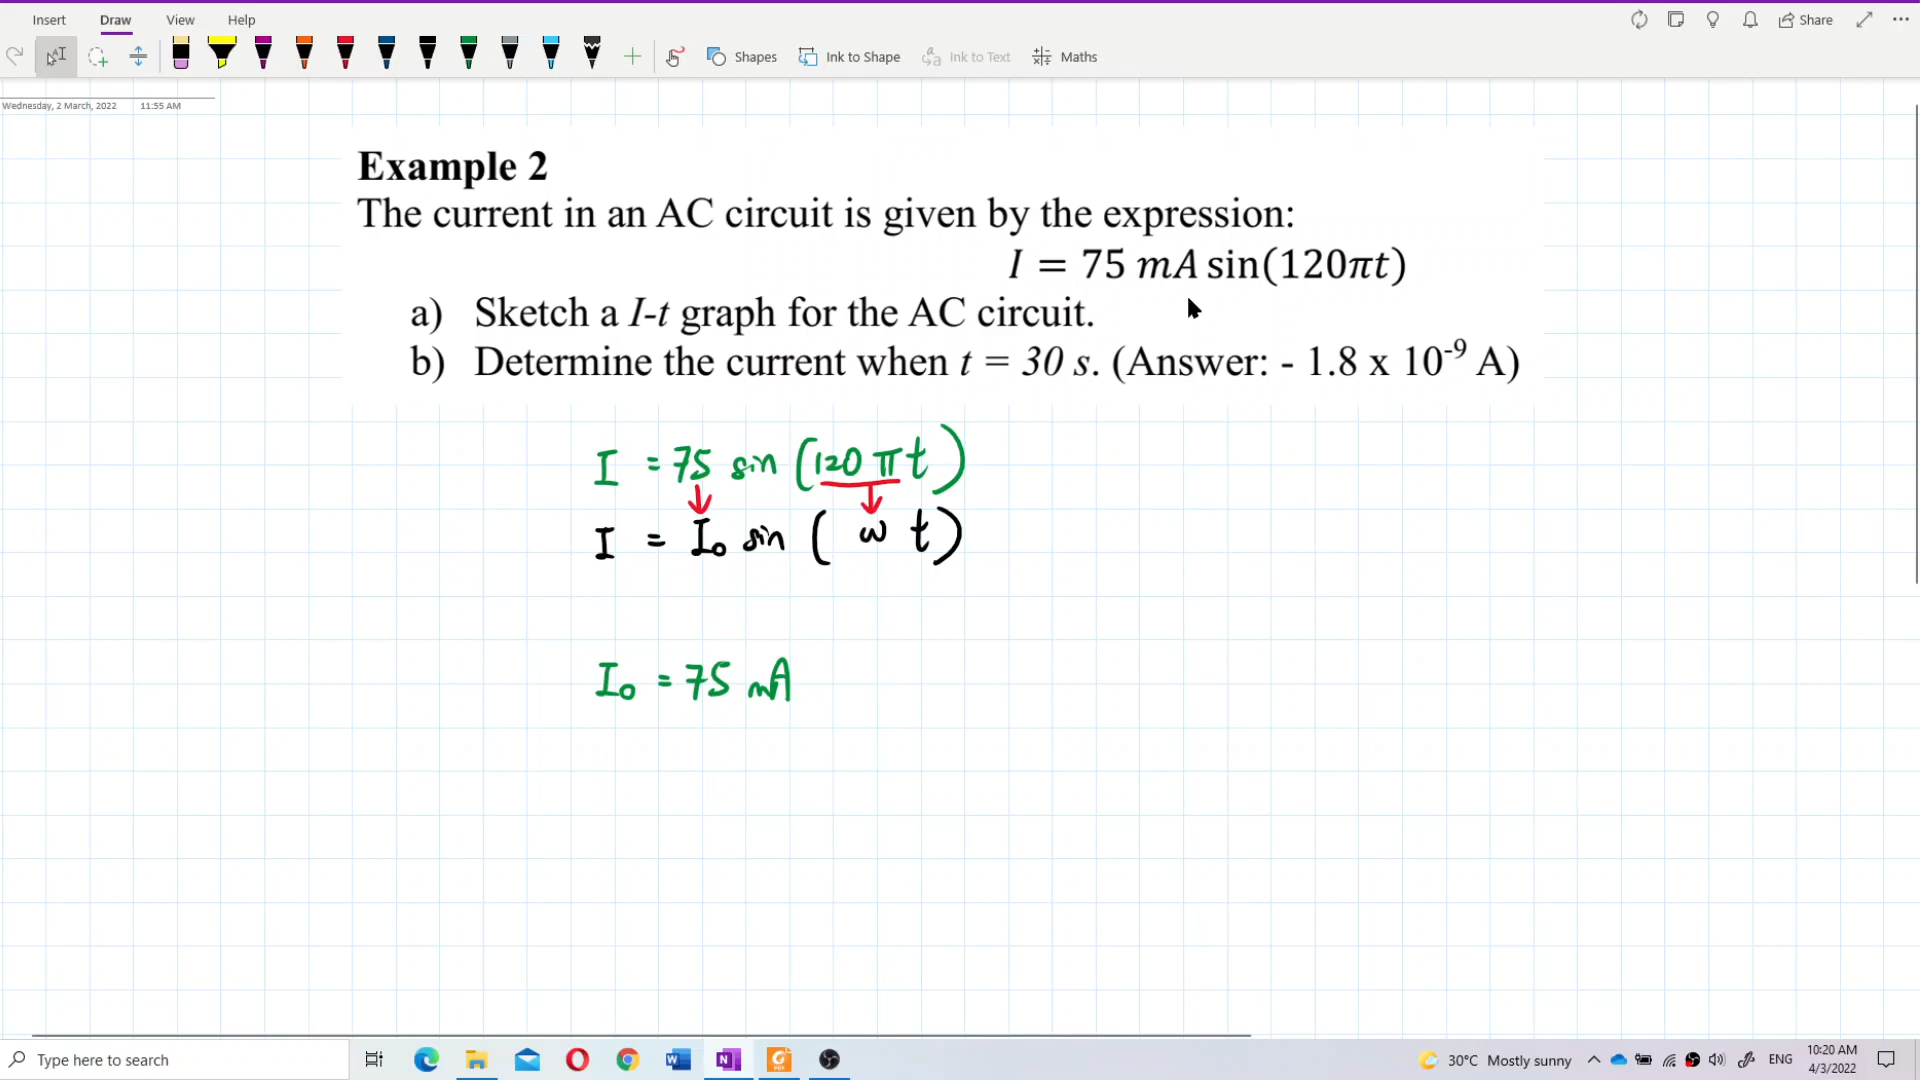 Insert Draw View Help Share
Shapes Ink to Shape Ink to Text Maths
Wednesday, 2 March, 2022 11:55 AM
Example 2
The current in an AC circuit is given by the expression:
I = 75 mA sin(120πt)
a) Sketch a I-t graph for the AC circuit.
b) Determine the current when t = 30 s. (Answer: - 1.8 x 10⁻⁹ A)
I = 75 sin (120 π t)
I = I₀ sin ( ω t)
I₀ = 75 mA
Type here to search 30°C Mostly sunny ENG 10:20 AM
4/3/2022